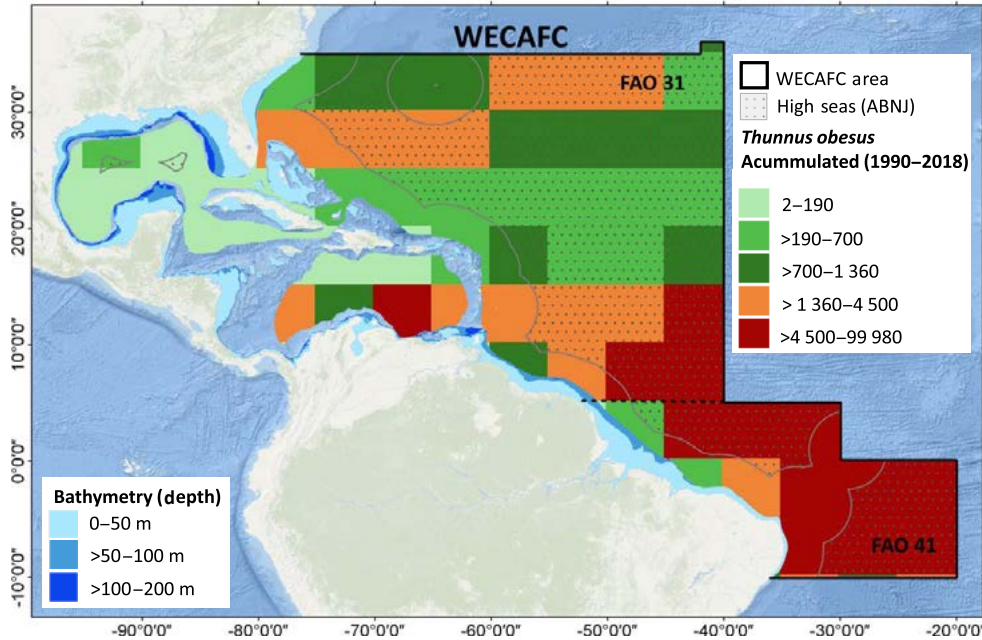 WECAFC
FAO 31
WECAFC area
High seas (ABNJ)
Thunnus obesus
Acummulated (1990–2018)
2–190
>190–700
>700–1 360
> 1 360–4 500
>4 500–99 980
Bathymetry (depth)
0–50 m
>50–100 m
>100–200 m
FAO 41
30°0'0"
20°0'0"
10°0'0"
0°0'0"
-10°0'0"
-90°0'0"
-80°0'0"
-70°0'0"
-60°0'0"
-50°0'0"
-40°0'0"
-30°0'0"
-20°0'0"